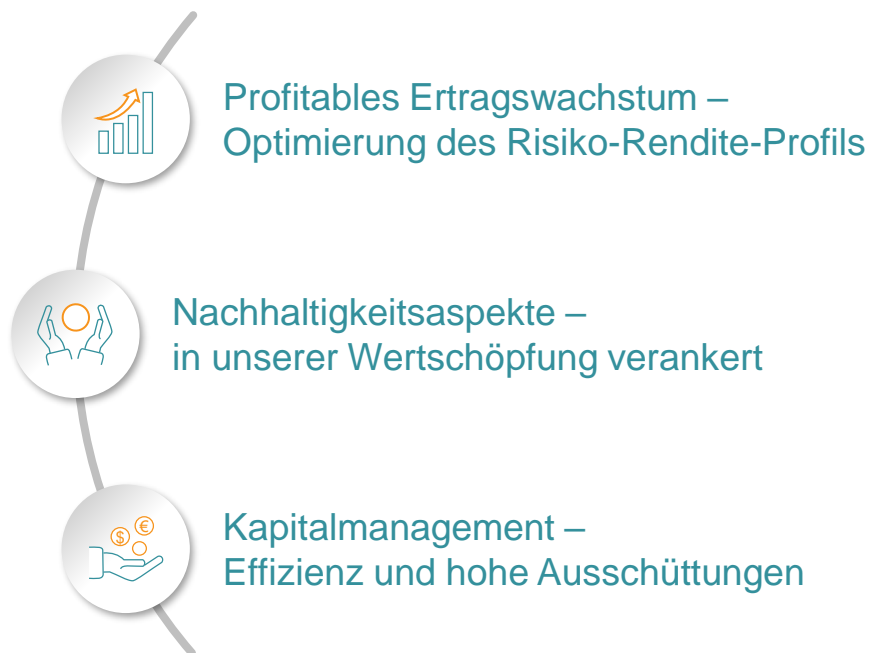 Profitables Ertragswachstum –
Optimierung des Risiko-Rendite-Profils
Nachhaltigkeitsaspekte –
in unserer Wertschöpfung verankert
$ €
Kapitalmanagement –
Effizienz und hohe Ausschüttungen